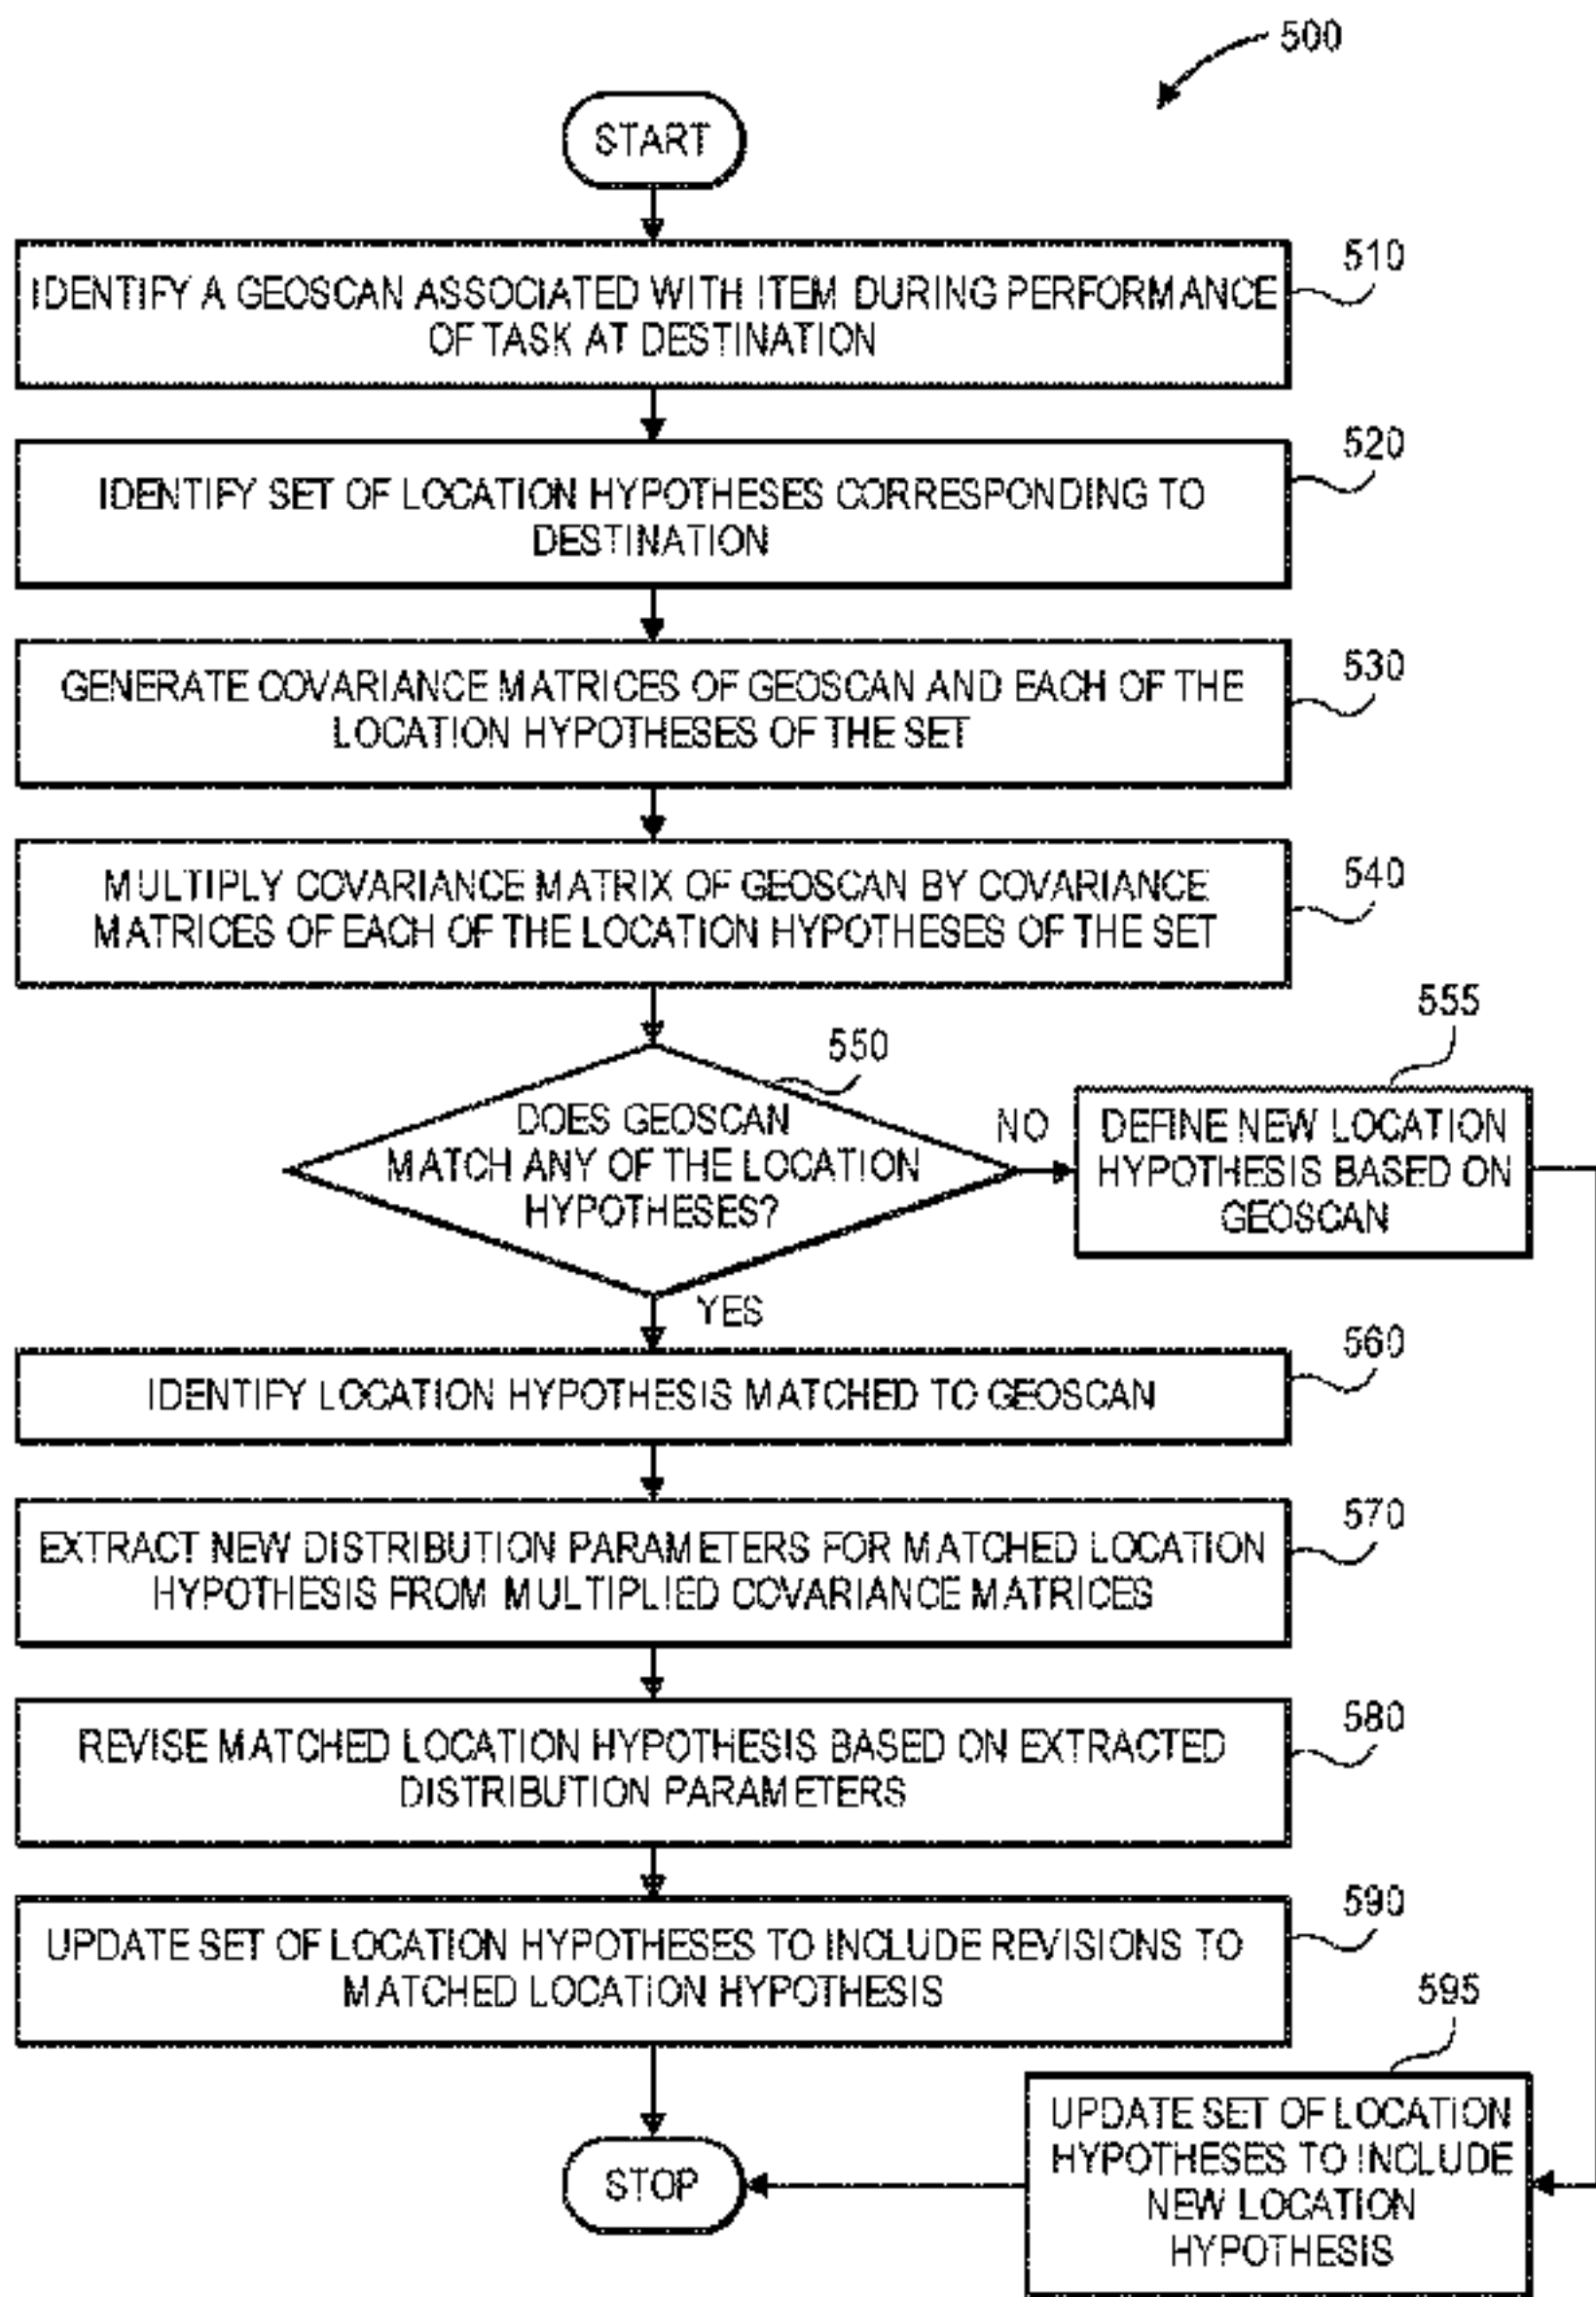 500
START
510
IDENTIFY A GEOSCAN ASSOCIATED WITH ITEM DURING PERFORMANCE
OF TASK AT DESTINATION
520
IDENTIFY SET OF LOCATION HYPOTHESES CORRESPONDING TO
DESTINATION
530
GENERATE COVARIANCE MATRICES OF GEOSCAN AND EACH OF THE
LOCATION HYPOTHESES OF THE SET
540
MULTIPLY COVARIANCE MATRIX OF GEOSCAN BY COVARIANCE
MATRICES OF EACH OF THE LOCATION HYPOTHESES OF THE SET
550
DOES GEOSCAN
MATCH ANY OF THE LOCATION
HYPOTHESES?
NO
555
DEFINE NEW LOCATION
HYPOTHESIS BASED ON
GEOSCAN
YES
560
IDENTIFY LOCATION HYPOTHESIS MATCHED TO GEOSCAN
570
EXTRACT NEW DISTRIBUTION PARAMETERS FOR MATCHED LOCATION
HYPOTHESIS FROM MULTIPLIED COVARIANCE MATRICES
580
REVISE MATCHED LOCATION HYPOTHESIS BASED ON EXTRACTED
DISTRIBUTION PARAMETERS
590
UPDATE SET OF LOCATION HYPOTHESES TO INCLUDE REVISIONS TO
MATCHED LOCATION HYPOTHESIS
595
UPDATE SET OF LOCATION
HYPOTHESES TO INCLUDE
NEW LOCATION
HYPOTHESIS
STOP